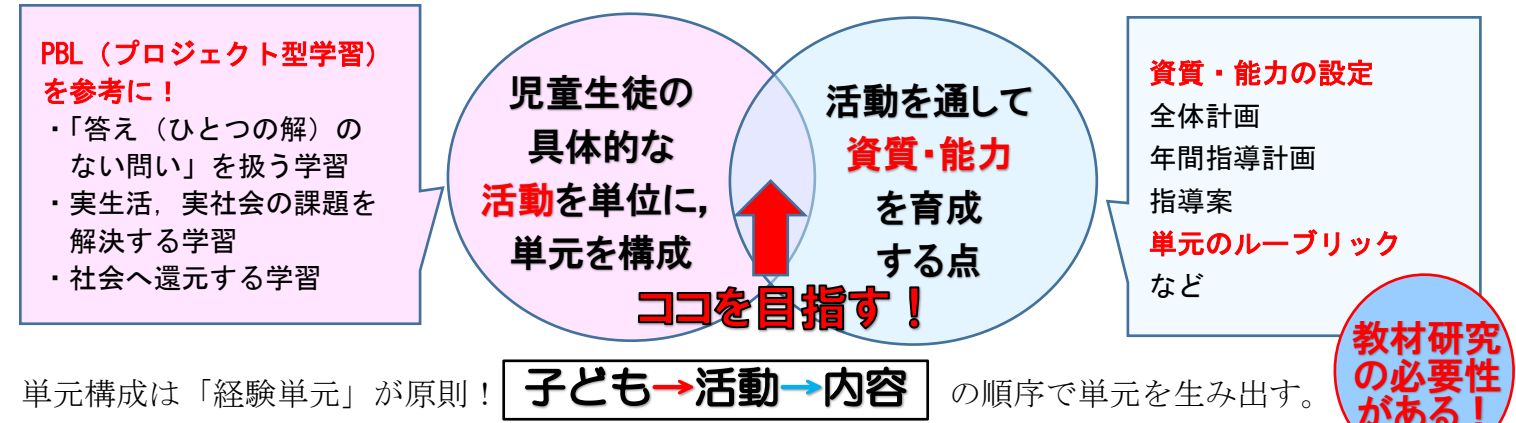 PBL（プロジェクト型学習）
を参考に！
・「答え（ひとつの解）の
ない問い」を扱う学習
・実生活，実社会の課題を
解決する学習
・社会へ還元する学習
児童生徒の
具体的な
活動を単位に，
単元を構成
活動を通して
資質・能力
を育成
する点
ココを目指す！
資質・能力の設定
全体計画
年間指導計画
指導案
単元のルーブリック
など
教材研究
の必要性
がある！
単元構成は「経験単元」が原則！ 子ども→活動→内容 の順序で単元を生み出す。